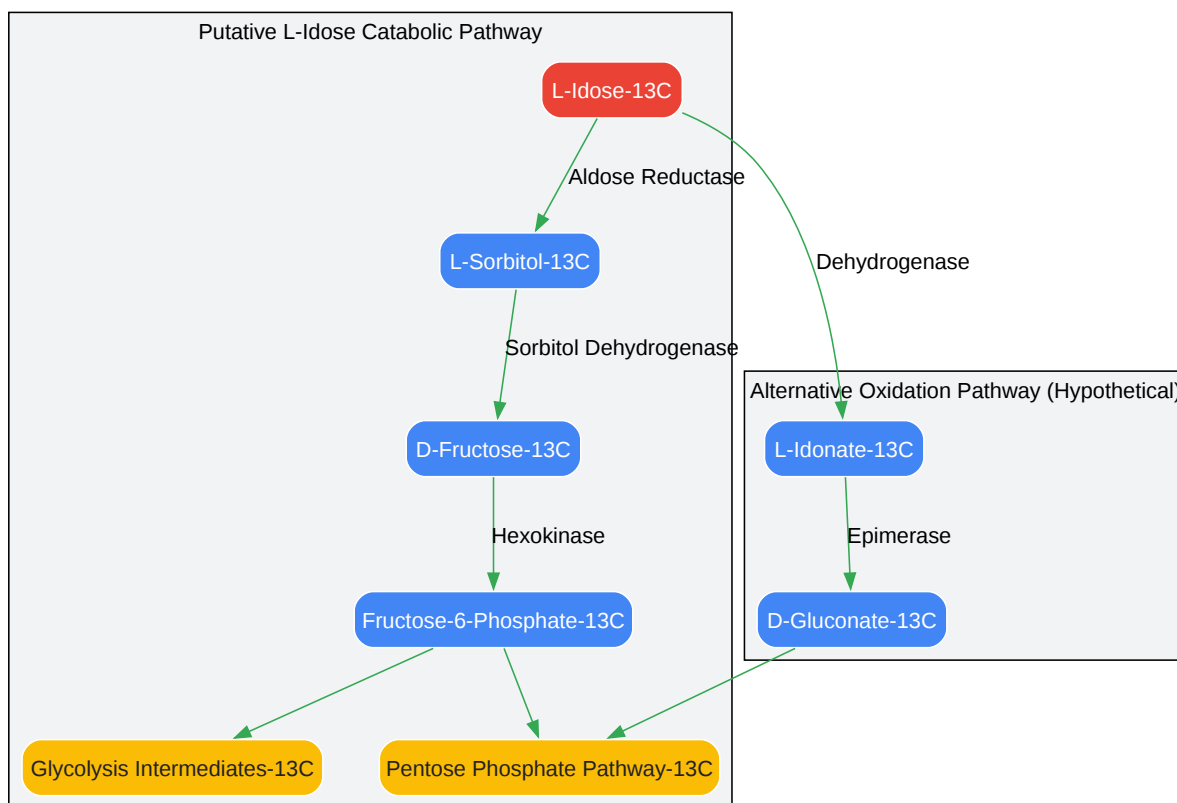 Putative L-Idose Catabolic Pathway
L-Idose-13C
Aldose Reductase
L-Sorbitol-13C
Dehydrogenase
Sorbitol Dehydrogenase
Alternative Oxidation Pathway (Hypothetical)
D-Fructose-13C
L-Idonate-13C
Hexokinase
Epimerase
Fructose-6-Phosphate-13C
D-Gluconate-13C
Glycolysis Intermediates-13C
Pentose Phosphate Pathway-13C